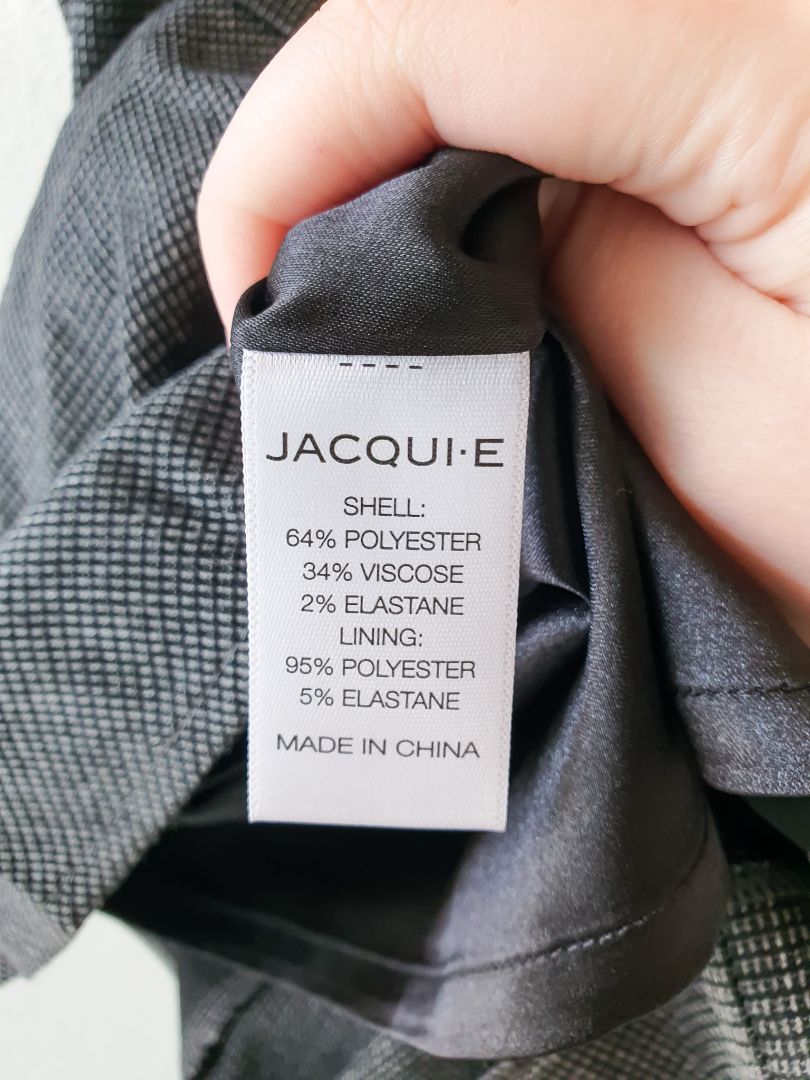 JACQUI·E
SHELL:
64% POLYESTER
34% VISCOSE
2% ELASTANE
LINING:
95% POLYESTER
5% ELASTANE
MADE IN CHINA